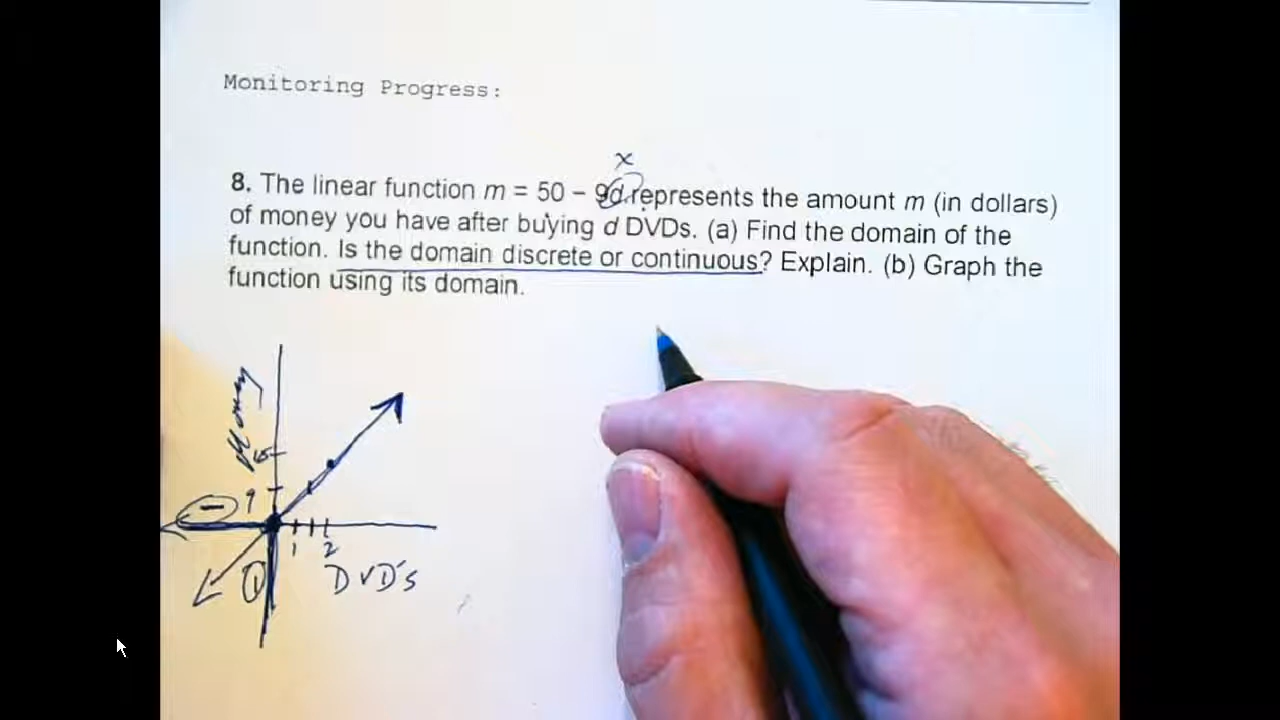 Monitoring Progress:
x
8. The linear function m = 50 – 9d represents the amount m (in dollars)
of money you have after buying d DVDs. (a) Find the domain of the
function. Is the domain discrete or continuous? Explain. (b) Graph the
function using its domain.
Money
9
1 2
DVD's